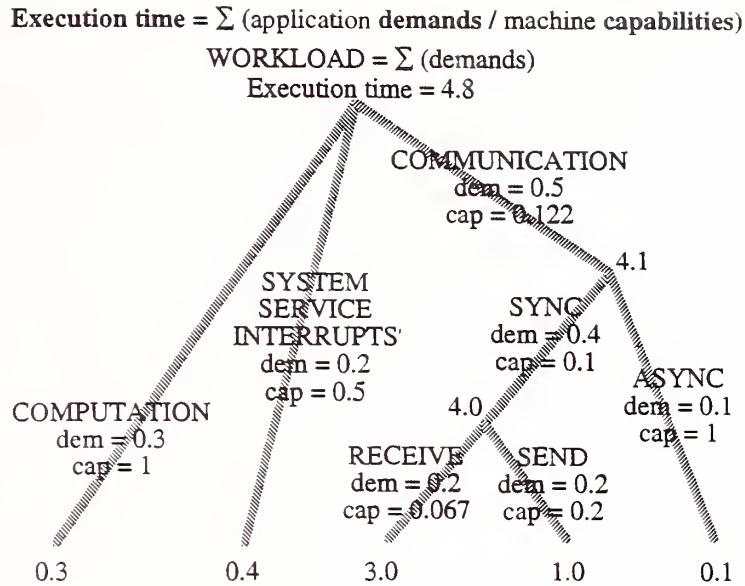 Execution time = ∑ (application demands / machine capabilities)
WORKLOAD = ∑ (demands)
Execution time = 4.8
COMMUNICATION
dem = 0.5
cap = 0.122
4.1
SYSTEM
SERVICE
INTERRUPTS'
dem = 0.2
cap = 0.5
SYNC
dem = 0.4
cap = 0.1
ASYNC
dem = 0.1
cap = 1
COMPUTATION
dem = 0.3
cap = 1
4.0
RECEIVE
dem = 0.2
cap = 0.067
SEND
dem = 0.2
cap = 0.2
0.3
0.4
3.0
1.0
0.1